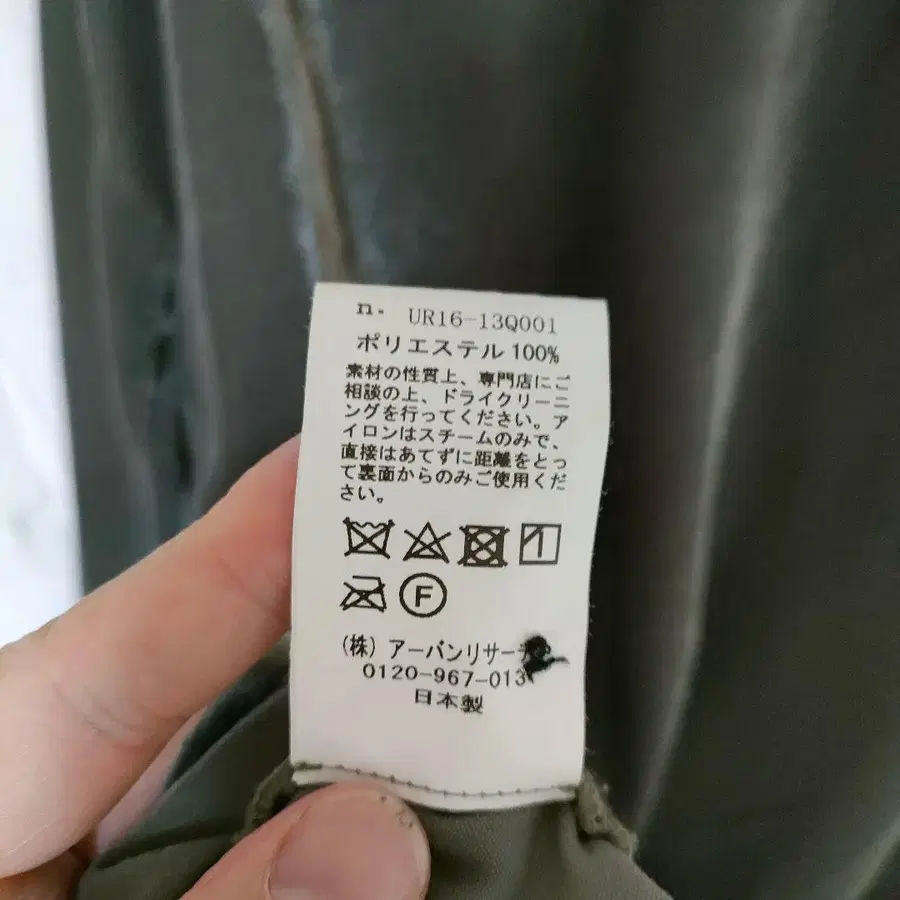 n. UR16-13Q001
ポリエステル 100%
素材の性質上、専門店にご
相談の上、ドライクリーニ
ングを行ってください。ア
イロンはスチームのみで、
直接はあてずに距離をとっ
て裏面からのみご使用くだ
さい。
F
(株) アーバンリサー
0120-967-013
日本製